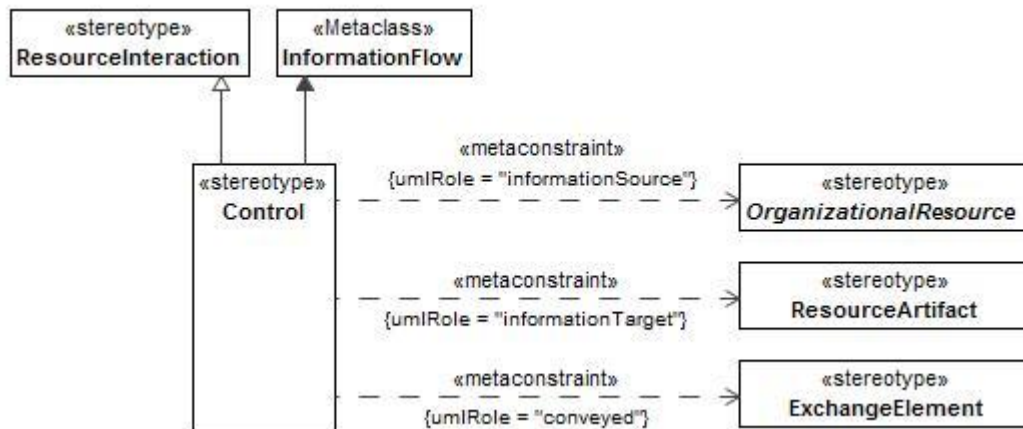 «stereotype»
ResourceInteraction
«Metaclass»
InformationFlow
«stereotype»
Control
«metaconstraint»
{umlRole = "informationSource"}
«stereotype»
OrganizationalResource
«metaconstraint»
{umlRole = "informationTarget"}
«stereotype»
ResourceArtifact
«metaconstraint»
{umlRole = "conveyed"}
«stereotype»
ExchangeElement